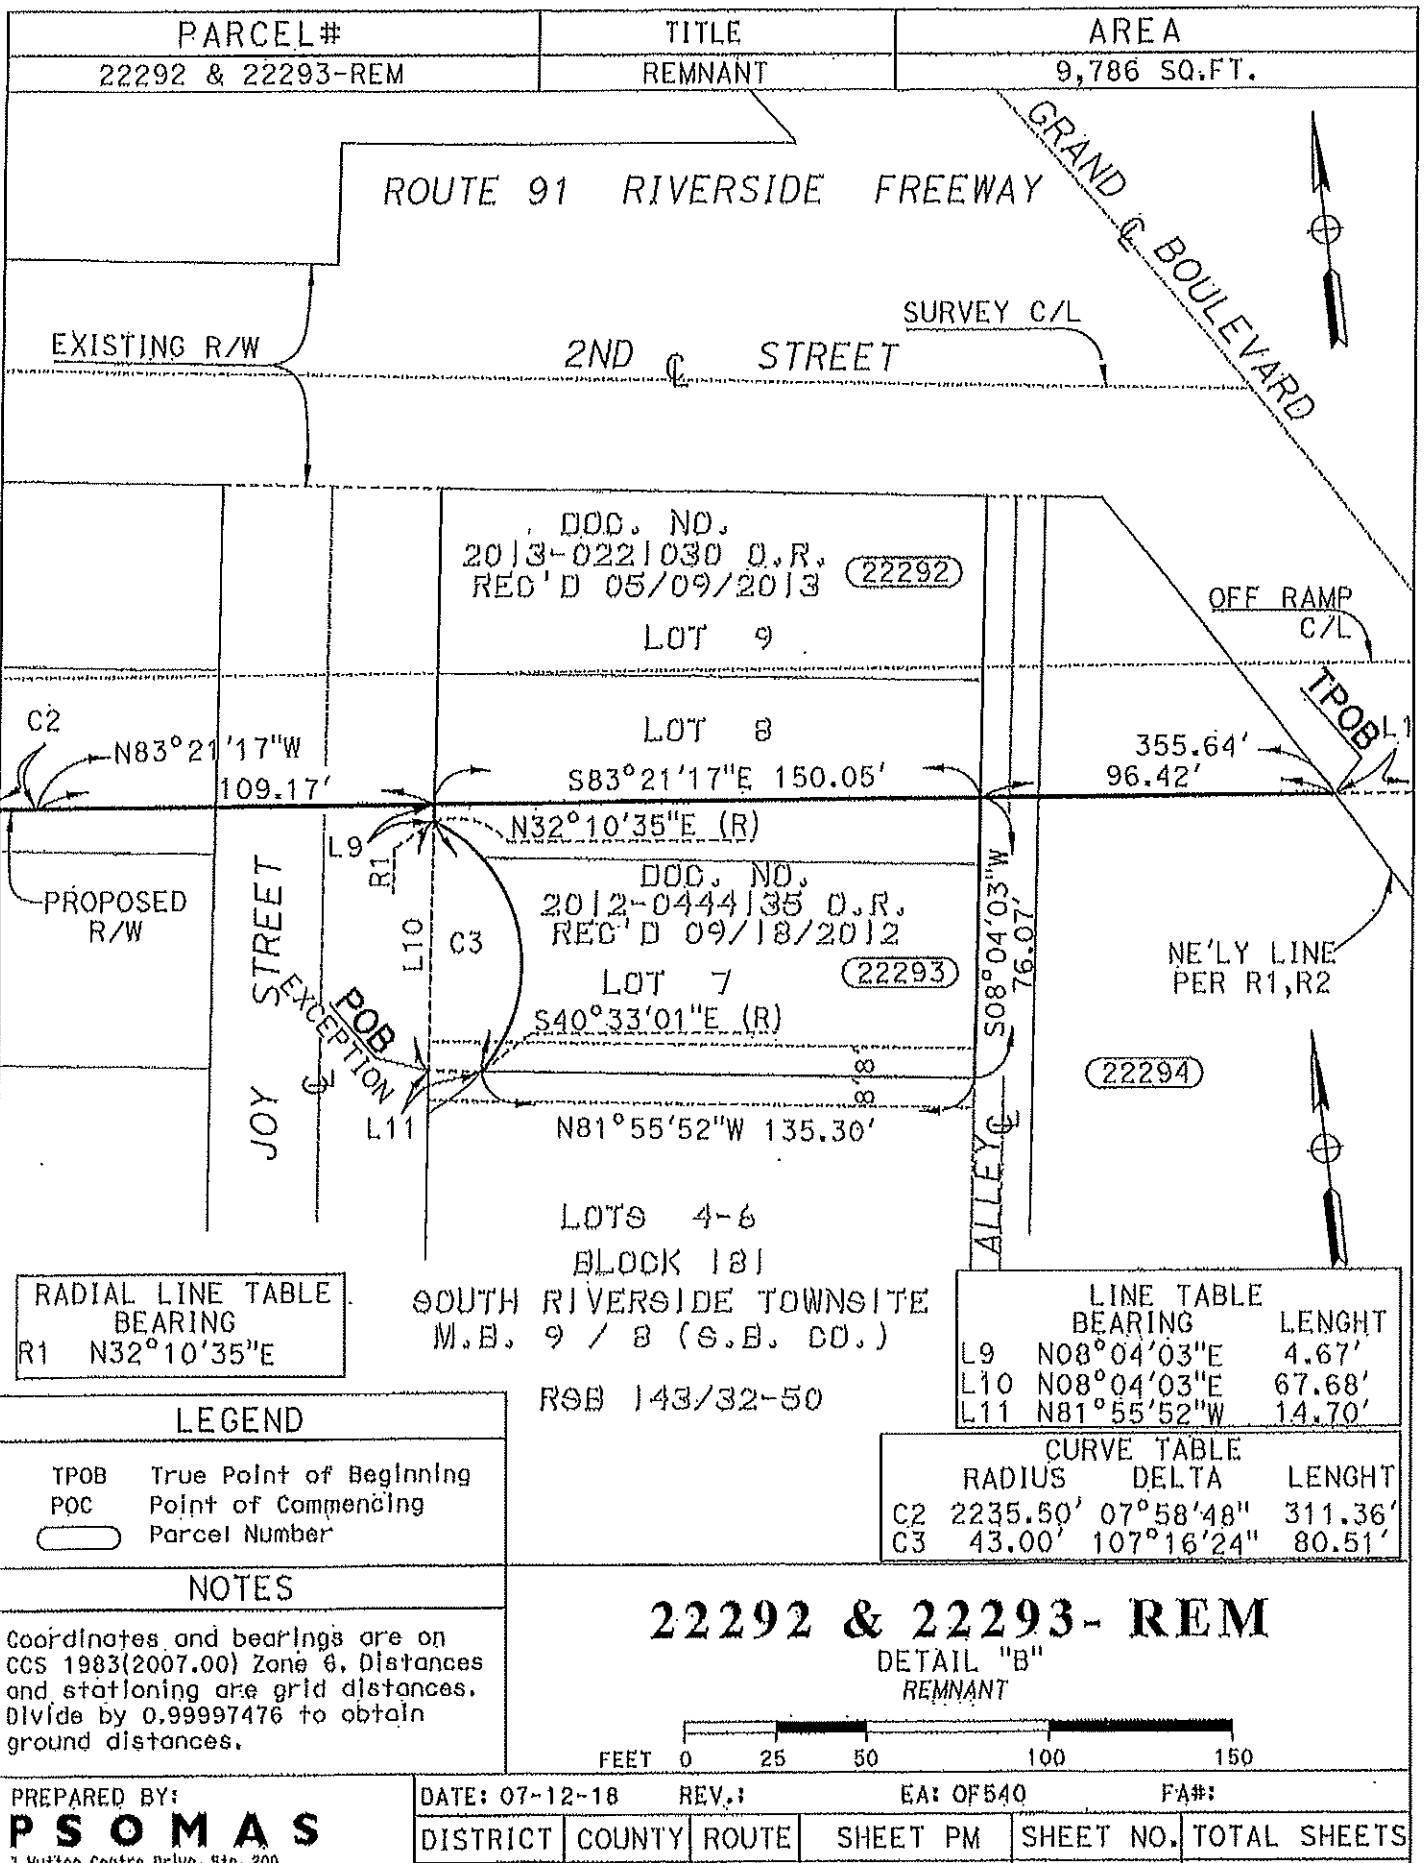 PARCEL# TITLE AREA
22292 & 22293-REM REMNANT 9,786 SQ.FT.
ROUTE 91 RIVERSIDE FREEWAY
GRAND ℄ BOULEVARD
SURVEY C/L
EXISTING R/W
2ND ℄ STREET
DOC. NO.
2013-0221030 O.R.
REC'D 05/09/2013
22292
LOT 9
OFF RAMP
C/L
TPOB
L1
C2
N83°21'17"W
109.17'
LOT 8
S83°21'17"E 150.05'
355.64'
96.42'
N32°10'35"E (R)
L9
R1
PROPOSED
R/W
JOY STREET
℄
L10
C3
DOC. NO.
2012-0444135 O.R.
REC'D 09/18/2012
LOT 7
22293
S40°33'01"E (R)
S08°04'03"W
76.07'
NE'LY LINE
PER R1,R2
POB
EXCEPTION
8'
8'
22294
L11
N81°55'52"W 135.30'
ALLEY ℄
LOTS 4-6
BLOCK 181
SOUTH RIVERSIDE TOWNSITE
M.B. 9 / 8 (S.B. CO.)
RSB 143/32-50
RADIAL LINE TABLE
BEARING
R1 N32°10'35"E
LINE TABLE
BEARING LENGHT
L9 N08°04'03"E 4.67'
L10 N08°04'03"E 67.68'
L11 N81°55'52"W 14.70'
CURVE TABLE
RADIUS DELTA LENGHT
C2 2235.50' 07°58'48" 311.36'
C3 43.00' 107°16'24" 80.51'
LEGEND
TPOB True Point of Beginning
POC Point of Commencing
Parcel Number
NOTES
Coordinates and bearings are on
CCS 1983(2007.00) Zone 6. Distances
and stationing are grid distances.
Divide by 0.99997476 to obtain
ground distances.
22292 & 22293- REM
DETAIL "B"
REMNANT
FEET 0 25 50 100 150
PREPARED BY:
PSOMAS
3 Hutton Centre Drive, Ste. 200
DATE: 07-12-18 REV.: EA: OF540 FA#:
DISTRICT COUNTY ROUTE SHEET PM SHEET NO. TOTAL SHEETS